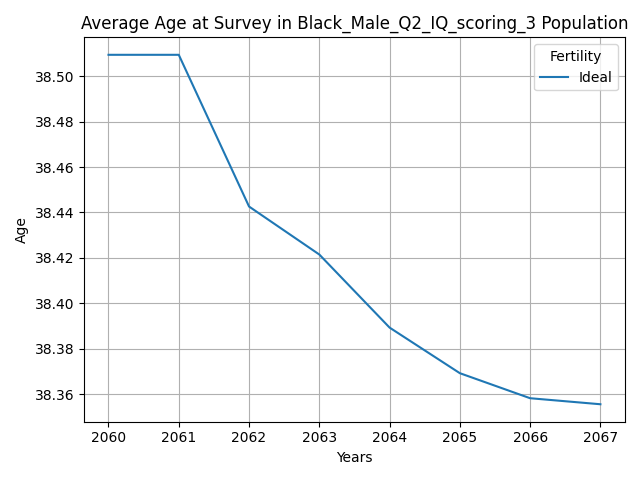 Average Age at Survey in Black_Male_Q2_IQ_scoring_3 Population
Fertility
Ideal
38.50
38.48
38.46
38.44
38.42
38.40
38.38
38.36
Age
2060 2061 2062 2063 2064 2065 2066 2067
Years